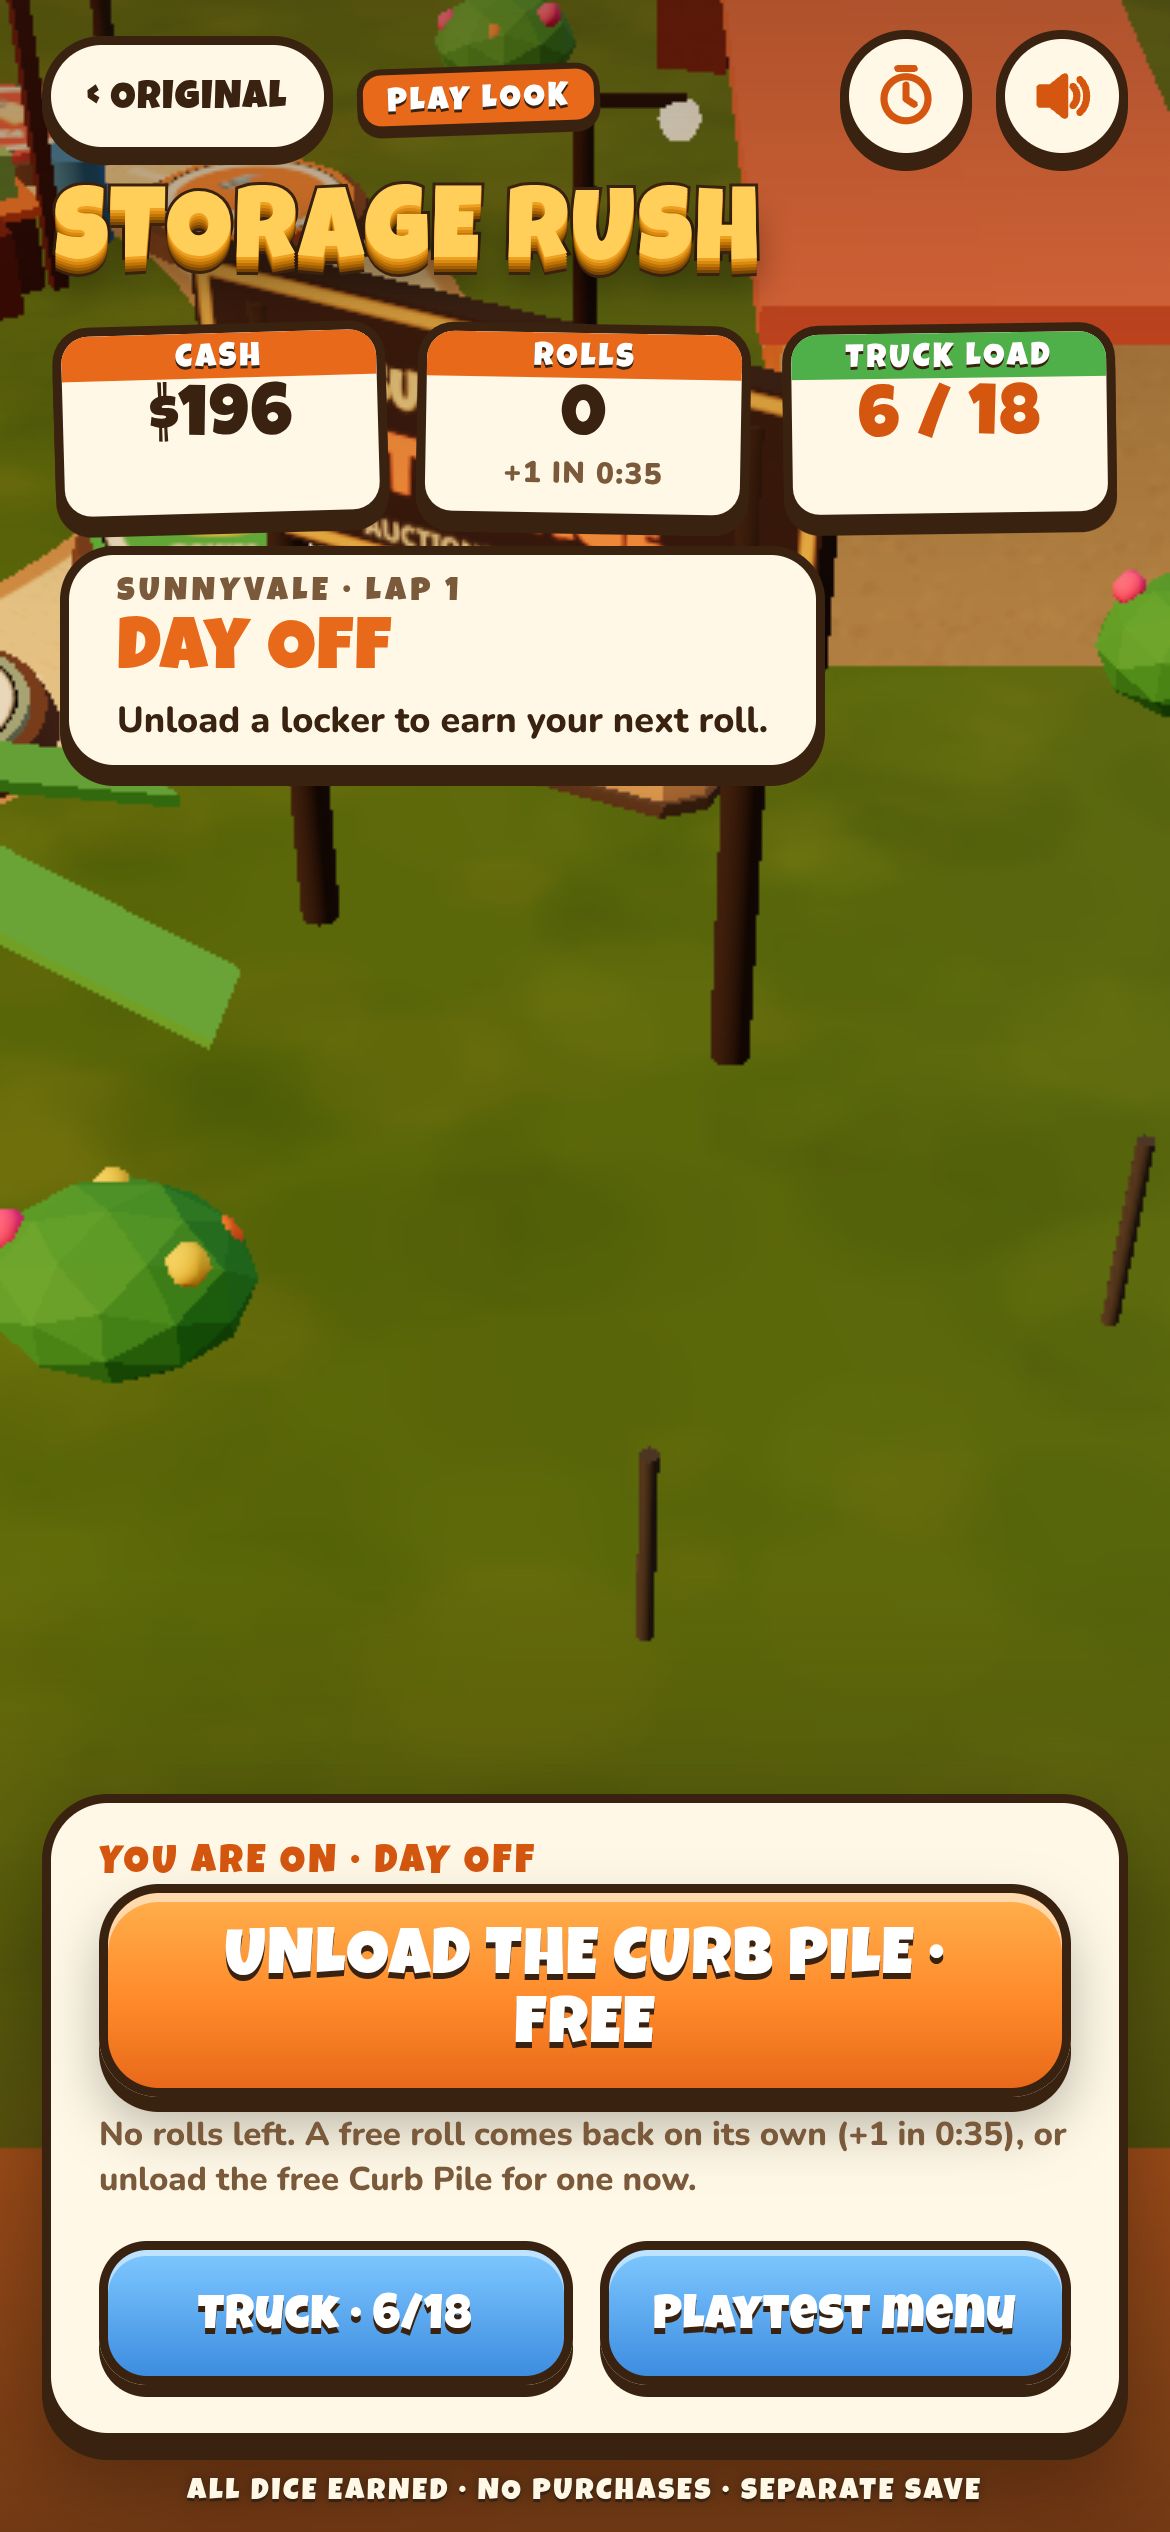 ‹ ORIGINAL
PLAY LOOK
STORAGE RUSH
CASH
$196
ROLLS
0
+1 IN 0:35
TRUCK LOAD
6 / 18
AUCTION
SUNNYVALE · LAP 1
DAY OFF
Unload a locker to earn your next roll.
YOU ARE ON · DAY OFF
UNLOAD THE CURB PILE ·
FREE
No rolls left. A free roll comes back on its own (+1 in 0:35), or
unload the free Curb Pile for one now.
TRUCK · 6/18
PLAYTEST MENU
ALL DICE EARNED · NO PURCHASES · SEPARATE SAVE